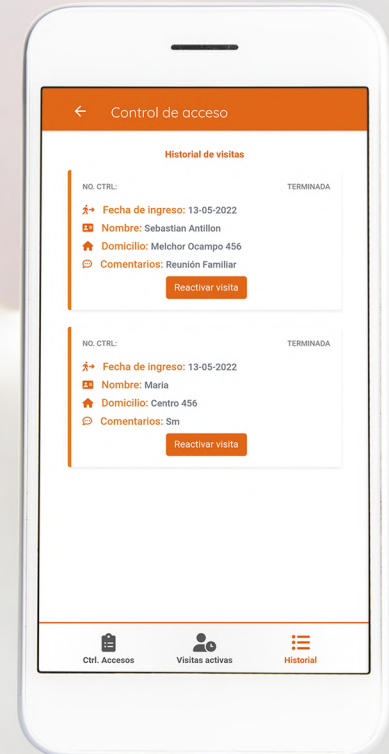 Control de acceso
Historial de visitas
NO. CTRL: TERMINADA
Fecha de ingreso: 13-05-2022
Nombre: Sebastian Antillon
Domicilio: Melchor Ocampo 456
Comentarios: Reunión Familiar
Reactivar visita
NO. CTRL: TERMINADA
Fecha de ingreso: 13-05-2022
Nombre: Maria
Domicilio: Centro 456
Comentarios: Sm
Reactivar visita
Ctrl. Accesos Visitas activas Historial